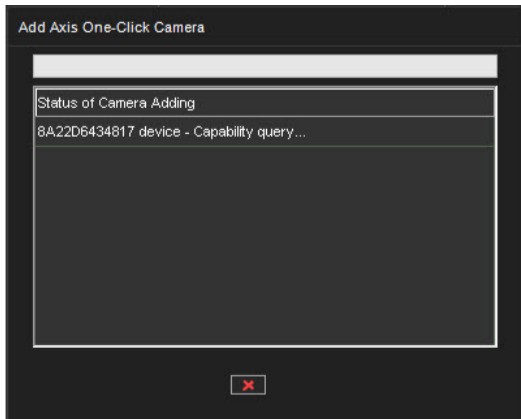 Add Axis One-Click Camera
Status of Camera Adding
8A22D6434817 device - Capability query...